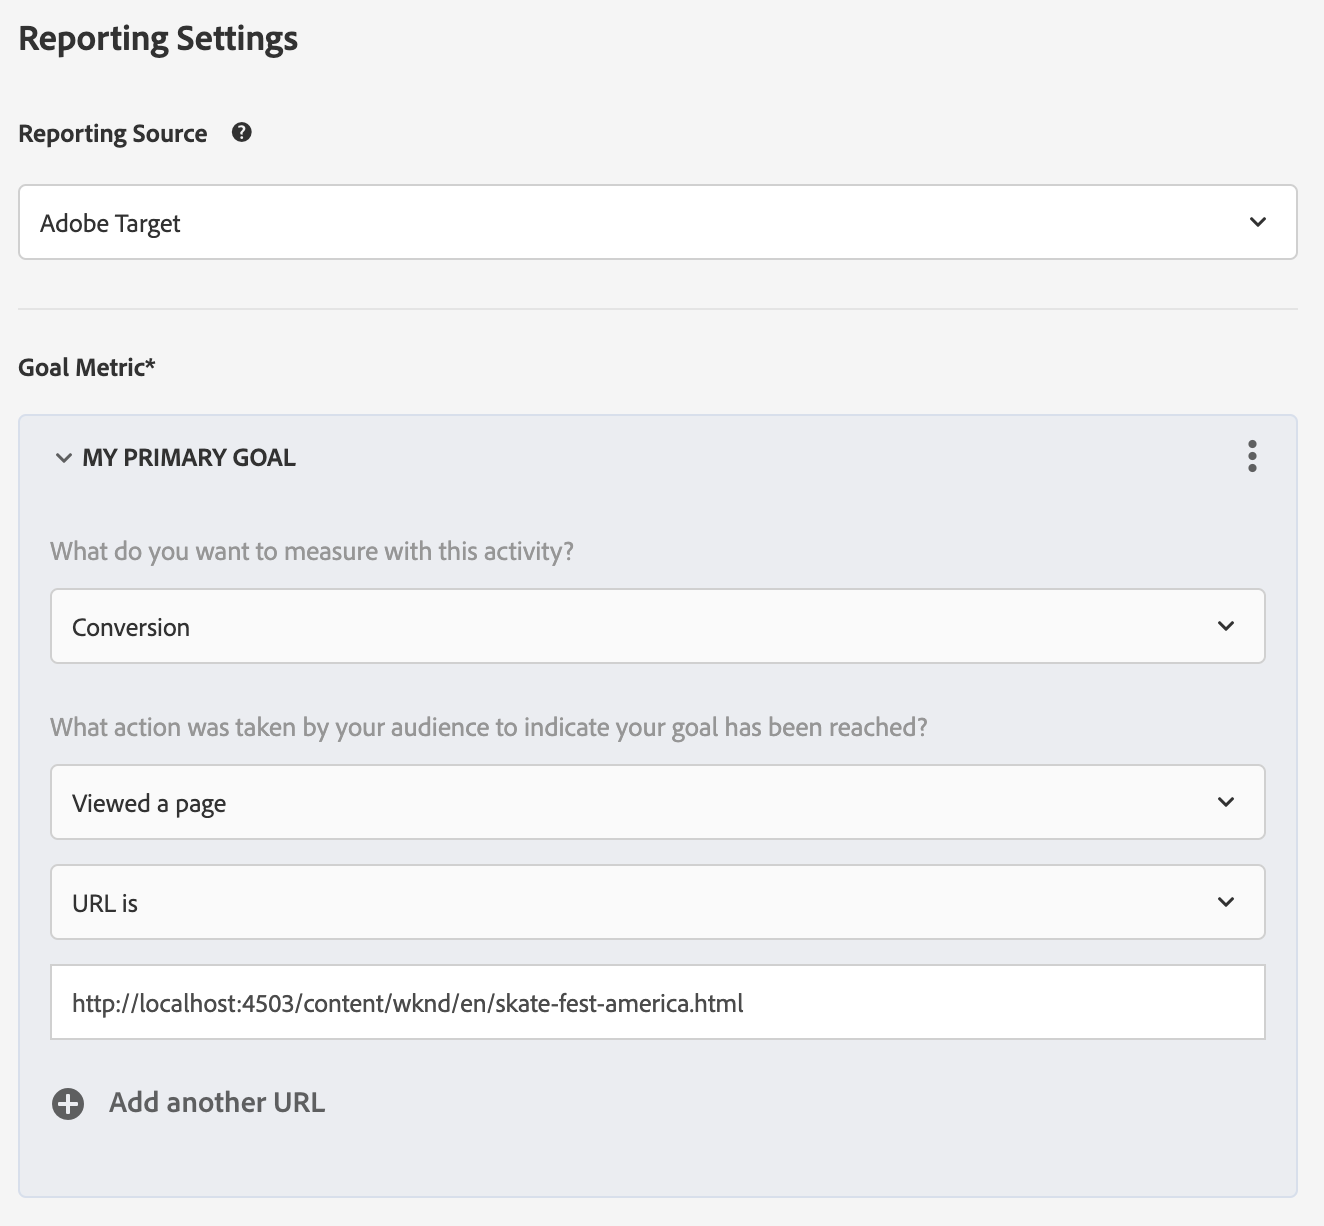 Reporting Settings
Reporting Source
Adobe Target
Goal Metric*
MY PRIMARY GOAL
What do you want to measure with this activity?
Conversion
What action was taken by your audience to indicate your goal has been reached?
Viewed a page
URL is
http://localhost:4503/content/wknd/en/skate-fest-america.html
Add another URL